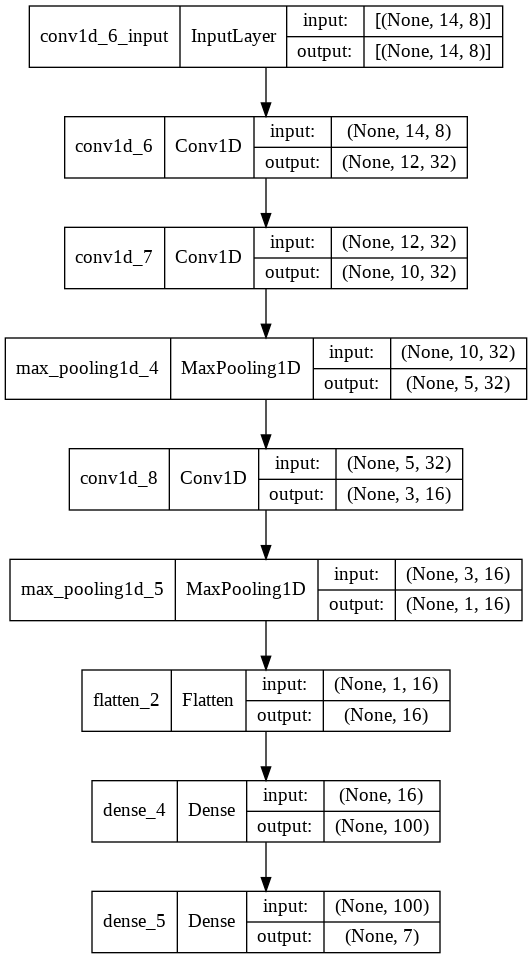 conv1d_6_input InputLayer input: [(None, 14, 8)]
output: [(None, 14, 8)]
conv1d_6 Conv1D input: (None, 14, 8)
output: (None, 12, 32)
conv1d_7 Conv1D input: (None, 12, 32)
output: (None, 10, 32)
max_pooling1d_4 MaxPooling1D input: (None, 10, 32)
output: (None, 5, 32)
conv1d_8 Conv1D input: (None, 5, 32)
output: (None, 3, 16)
max_pooling1d_5 MaxPooling1D input: (None, 3, 16)
output: (None, 1, 16)
flatten_2 Flatten input: (None, 1, 16)
output: (None, 16)
dense_4 Dense input: (None, 16)
output: (None, 100)
dense_5 Dense input: (None, 100)
output: (None, 7)